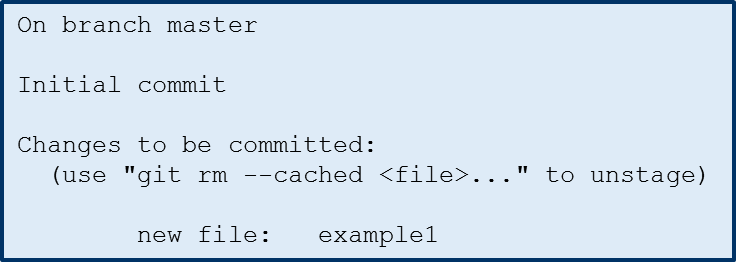 On branch master
Initial commit
Changes to be committed:
(use "git rm --cached <file>..." to unstage)
new file: example1